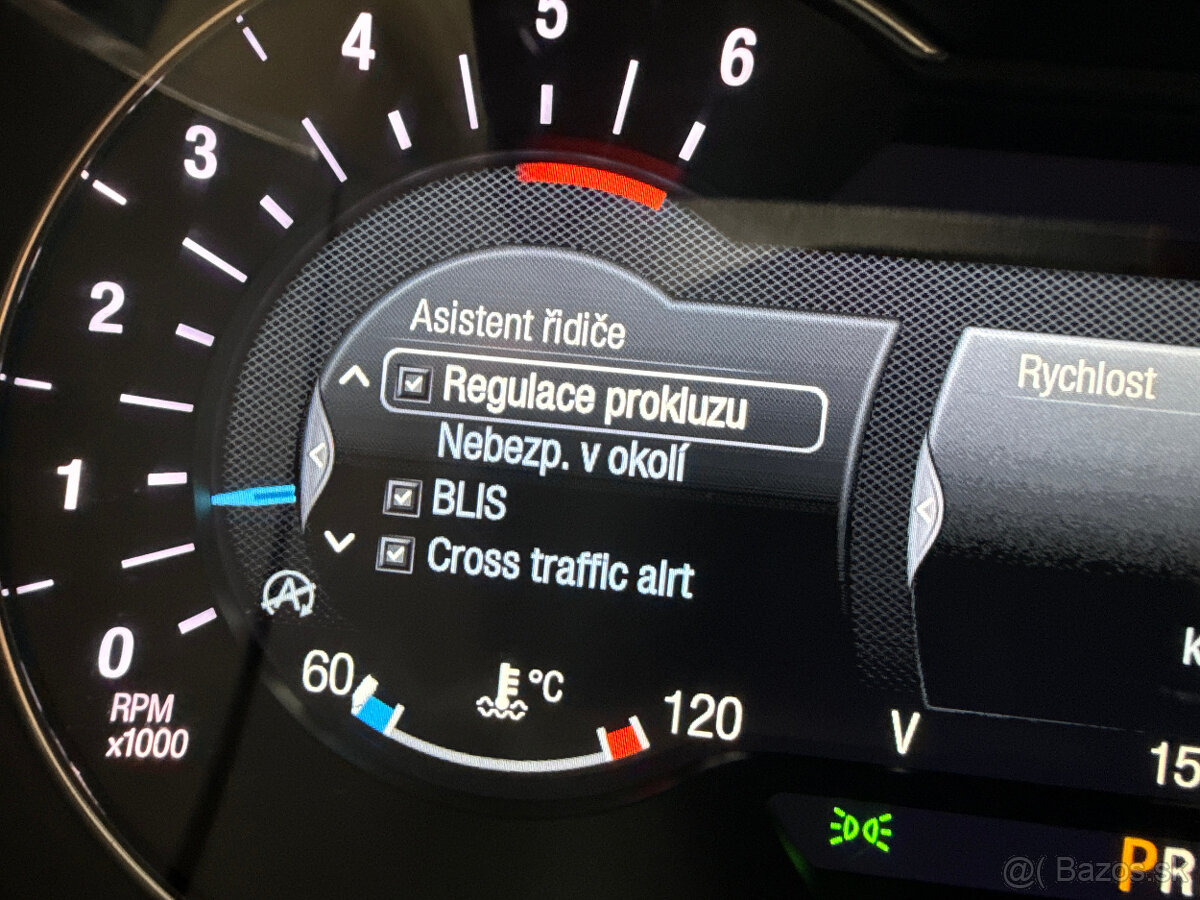 5
4
6
3
2
1
0
RPM
x1000
Asistent řidiče
Regulace prokluzu
Nebezp. v okolí
BLIS
Cross traffic alrt
Rychlost
60
°C
120
V
15
P R
@( Bazos.sk